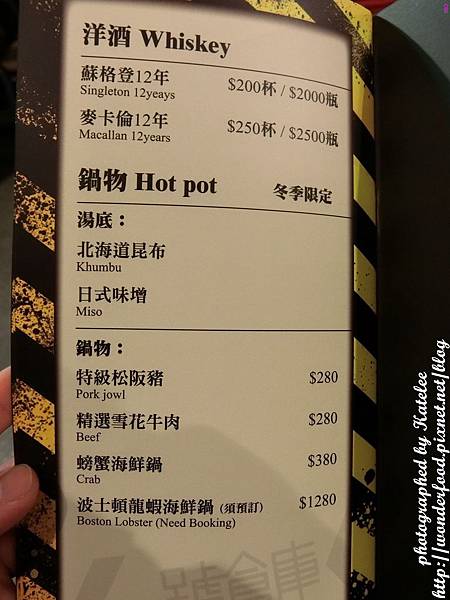 洋酒 Whiskey
蘇格登12年 $200杯 / $2000瓶
Singleton 12yeays
麥卡倫12年 $250杯 / $2500瓶
Macallan 12years
鍋物 Hot pot 冬季限定
湯底：
北海道昆布
Khumbu
日式味增
Miso
鍋物：
特級松阪豬 $280
Pork jowl
精選雪花牛肉 $280
Beef
螃蟹海鮮鍋 $380
Crab
波士頓龍蝦海鮮鍋（須預訂） $1280
Boston Lobster (Need Booking)
號倉庫
photographed by Katelee
http://wonderfood.pixnet.net/blog